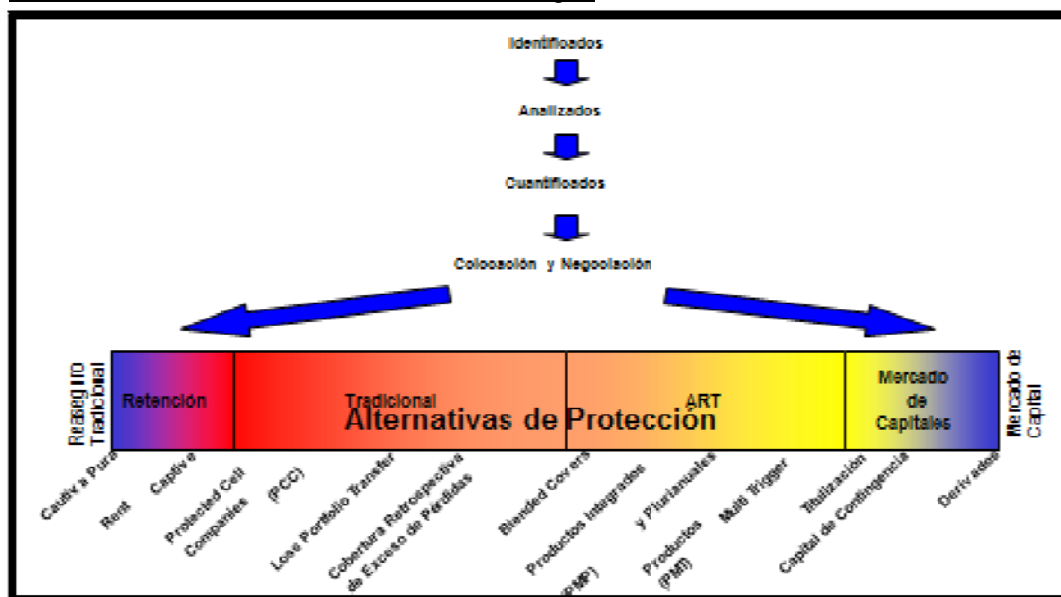 Identificados
Analizados
Cuantificados
Colocación y Negociación
Reaseguro
Tradicional
Retención
Tradicional
ART
Mercado
de
Capitales
Alternativas de Protección
Mercado de
Capital
Cautiva Pura
Rent Captive
Protected Cell
Companies (PCC)
Loss Portfolio Transfer
Cobertura Retrospectiva
de Exceso de Pérdidas
Blended Covers
Productos Integrados y Plurianuales
(PMP)
Productos Multi Trigger
(PMT)
Titulización
Capital de Contingencia
Derivados